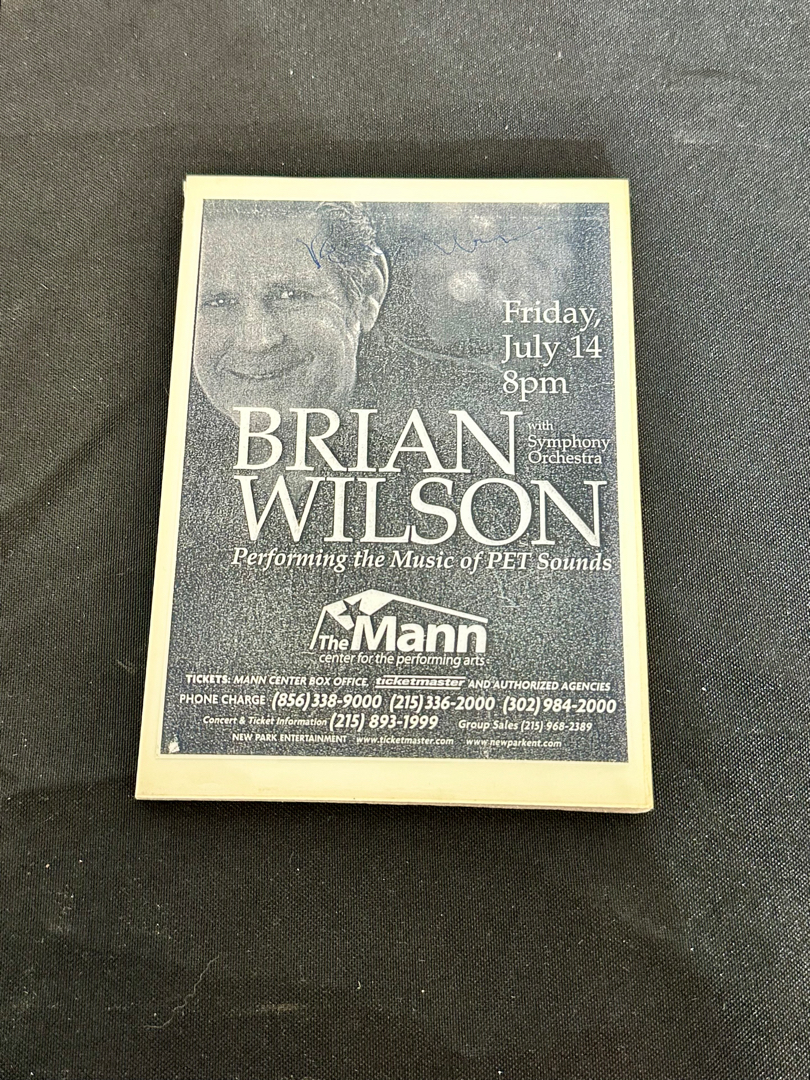 Friday,
July 14
8pm
BRIAN
with
Symphony
Orchestra
WILSON
Performing the Music of PET Sounds
The Mann
center for the performing arts
TICKETS: MANN CENTER BOX OFFICE, ticketmaster AND AUTHORIZED AGENCIES
PHONE CHARGE (856) 338-9000 (215) 336-2000 (302) 984-2000
Concert & Ticket Information (215) 893-1999 Group Sales (215) 968-2389
NEW PARK ENTERTAINMENT www.ticketmaster.com www.newparkent.com